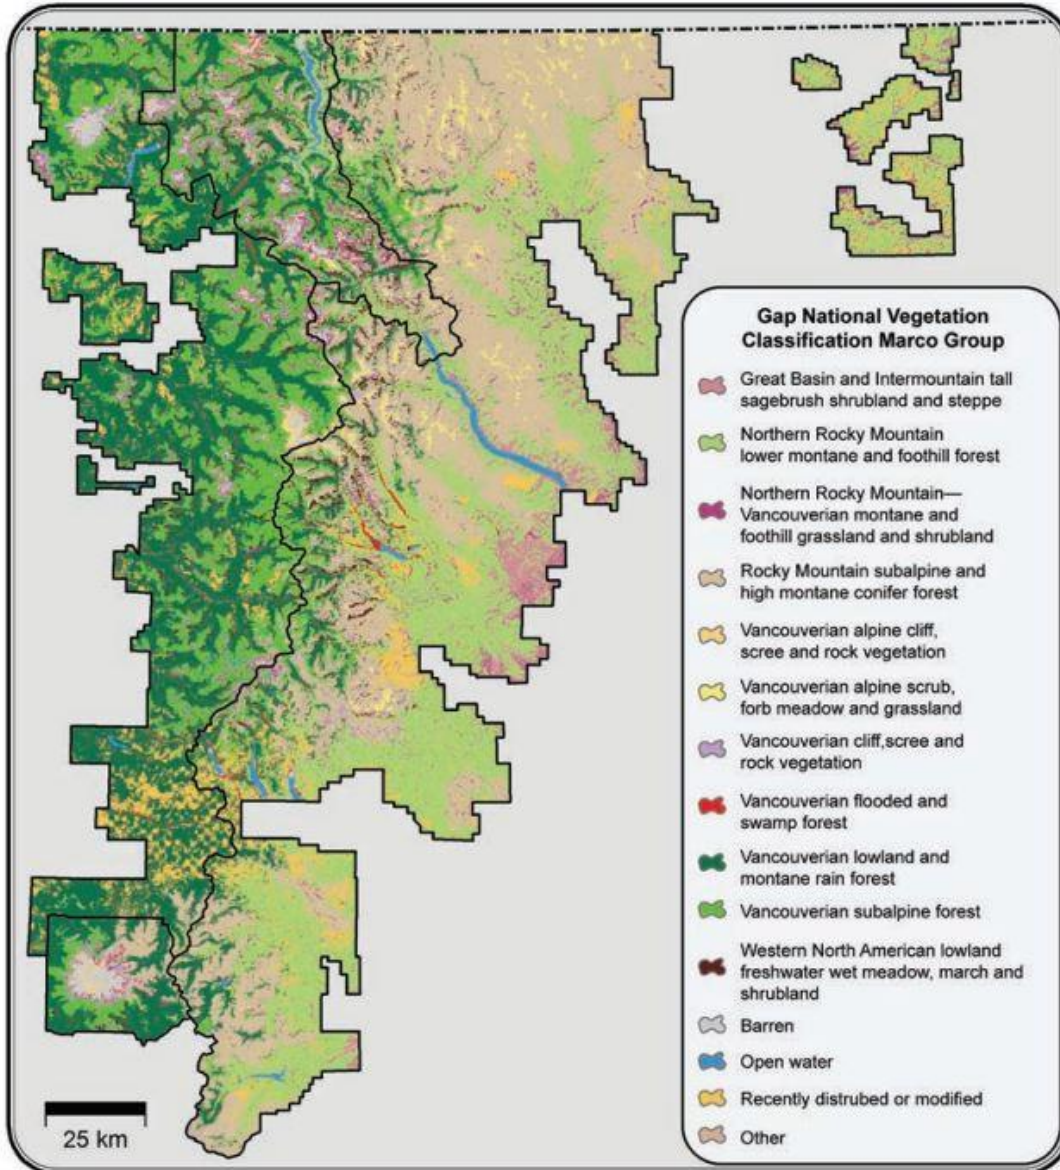 Gap National Vegetation
Classification Marco Group
Great Basin and Intermountain tall
sagebrush shrubland and steppe
Northern Rocky Mountain
lower montane and foothill forest
Northern Rocky Mountain—
Vancouverian montane and
foothill grassland and shrubland
Rocky Mountain subalpine and
high montane conifer forest
Vancouverian alpine cliff,
scree and rock vegetation
Vancouverian alpine scrub,
forb meadow and grassland
Vancouverian cliff,scree and
rock vegetation
Vancouverian flooded and
swamp forest
Vancouverian lowland and
montane rain forest
Vancouverian subalpine forest
Western North American lowland
freshwater wet meadow, march and
shrubland
Barren
Open water
Recently distrubed or modified
Other
25 km